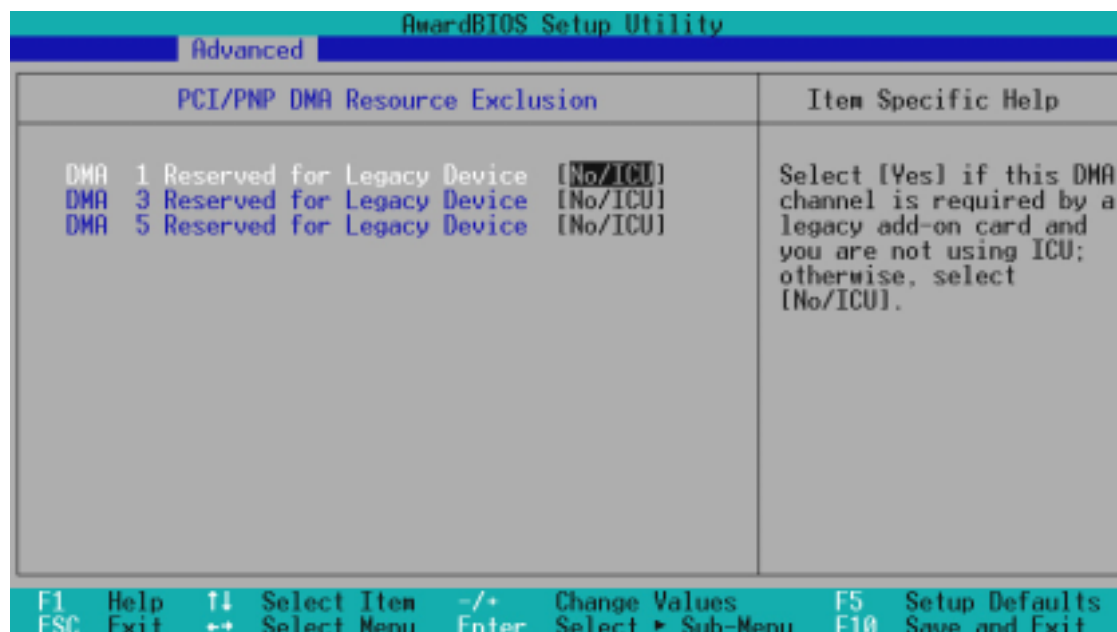 AwardBIOS Setup Utility
Advanced
PCI/PNP DMA Resource Exclusion
DMA 1 Reserved for Legacy Device [No/ICU]
DMA 3 Reserved for Legacy Device [No/ICU]
DMA 5 Reserved for Legacy Device [No/ICU]
Item Specific Help
Select [Yes] if this DMA
channel is required by a
legacy add-on card and
you are not using ICU;
otherwise, select
[No/ICU].
F1 Help ↑↓ Select Item -/+ Change Values F5 Setup Defaults
ESC Exit ←→ Select Menu Enter Select ► Sub-Menu F10 Save and Exit